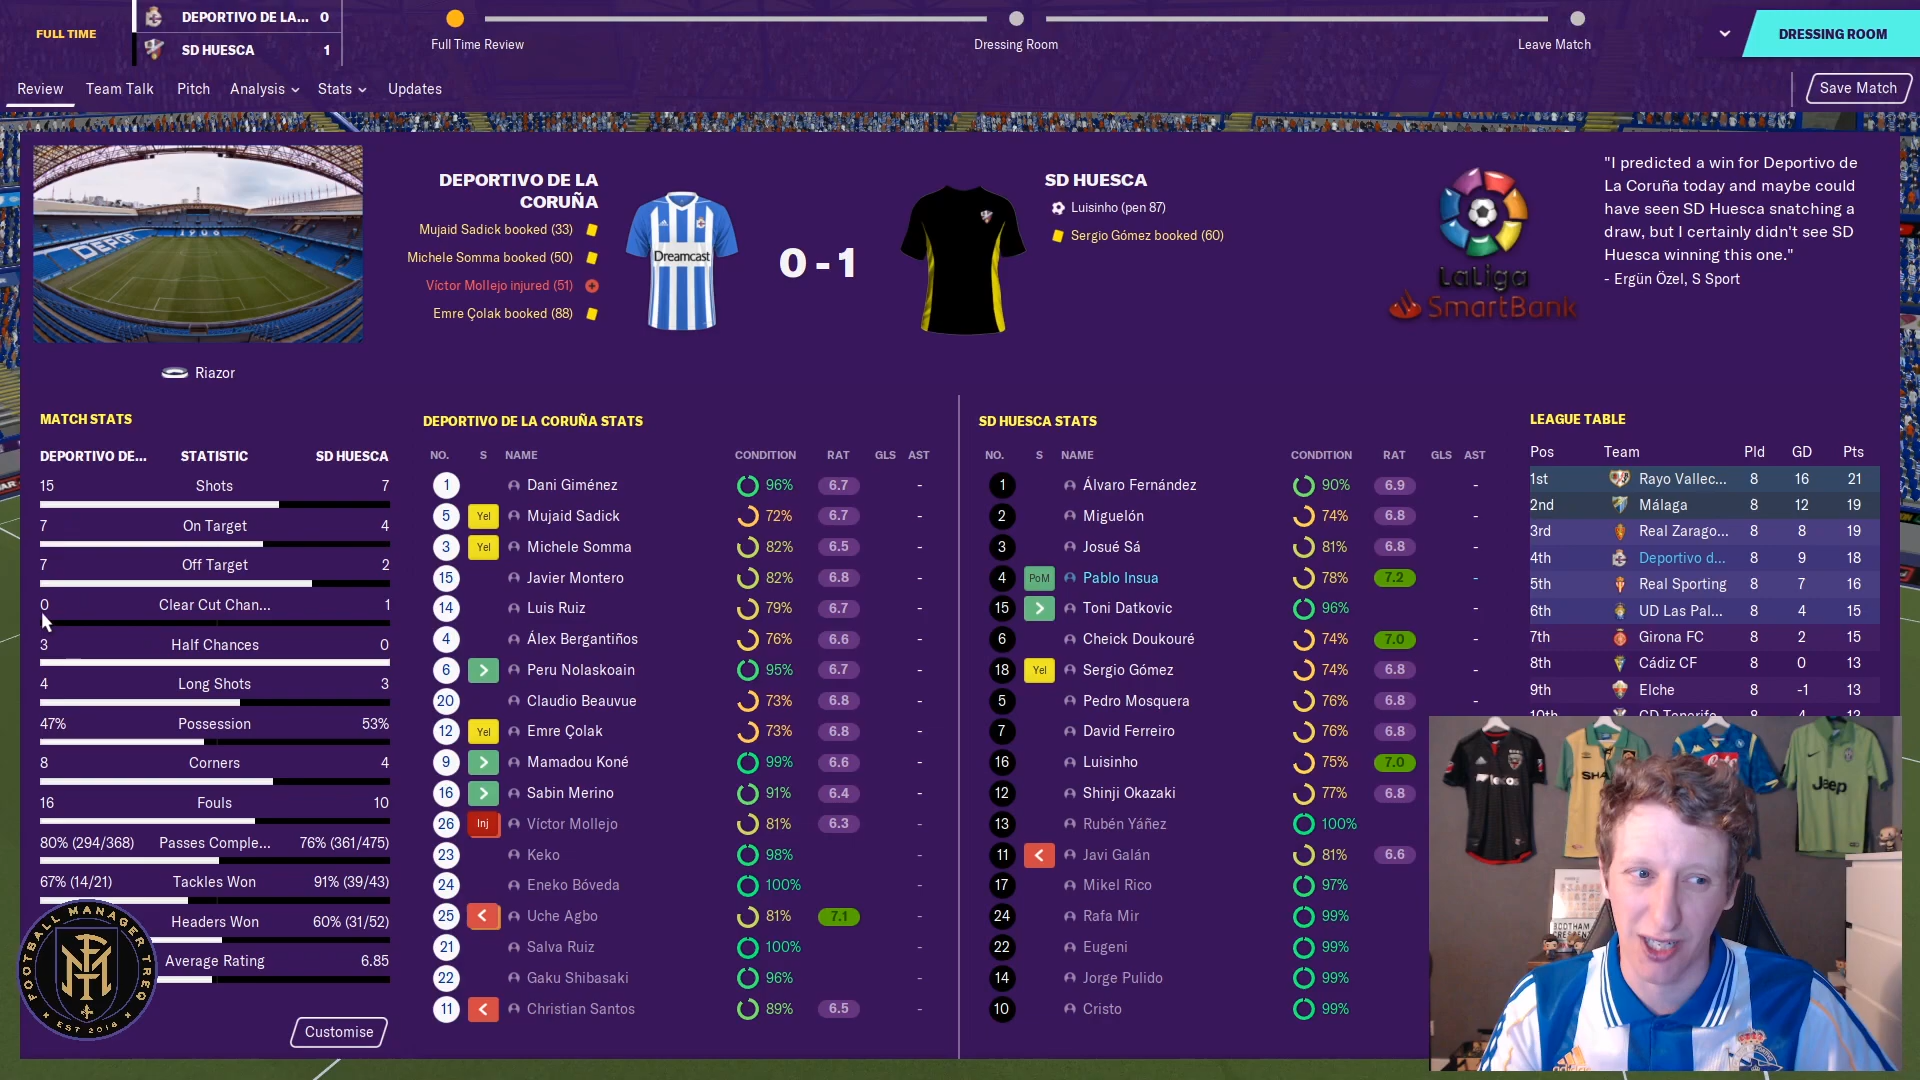 FULL TIME
DEPORTIVO DE LA... 0
SD HUESCA 1
Full Time Review
Dressing Room
Leave Match
DRESSING ROOM
Review Team Talk Pitch Analysis Stats Updates
Save Match
DEPORTIVO DE LA
CORUÑA
Mujaid Sadick booked (33)
Michele Somma booked (50)
Víctor Mollejo injured (51)
Emre Çolak booked (88)
Dreamcast
0 - 1
SD HUESCA
Luisinho (pen 87)
Sergio Gómez booked (60)
LaLiga
SmartBank
"I predicted a win for Deportivo de
La Coruña today and maybe could
have seen SD Huesca snatching a
draw, but I certainly didn't see SD
Huesca winning this one."
- Ergün Özel, S Sport
DEPOR
Riazor
MATCH STATS
DEPORTIVO DE... STATISTIC SD HUESCA
15 Shots 7
7 On Target 4
7 Off Target 2
0 Clear Cut Chan... 1
3 Half Chances 0
4 Long Shots 3
47% Possession 53%
8 Corners 4
16 Fouls 10
80% (294/368) Passes Comple... 76% (361/475)
67% (14/21) Tackles Won 91% (39/43)
Headers Won 60% (31/52)
Average Rating 6.85
FOOTBALL MANAGER TREQ
EST 2018
Customise
DEPORTIVO DE LA CORUÑA STATS
NO. S NAME CONDITION RAT GLS AST
1 Dani Giménez 96% 6.7 -
5 Yel Mujaid Sadick 72% 6.7 -
3 Yel Michele Somma 82% 6.5 -
15 Javier Montero 82% 6.8 -
14 Luis Ruiz 79% 6.7 -
4 Álex Bergantiños 76% 6.6 -
6 Peru Nolaskoain 95% 6.7 -
20 Claudio Beauvue 73% 6.8 -
12 Yel Emre Çolak 73% 6.8 -
9 Mamadou Koné 99% 6.6 -
16 Sabin Merino 91% 6.4 -
26 Inj Víctor Mollejo 81% 6.3 -
23 Keko 98% -
24 Eneko Bóveda 100% -
25 Uche Agbo 81% 7.1 -
21 Salva Ruiz 100% -
22 Gaku Shibasaki 96% -
11 Christian Santos 89% 6.5 -
SD HUESCA STATS
NO. S NAME CONDITION RAT GLS AST
1 Álvaro Fernández 90% 6.9 -
2 Miguelón 74% 6.8 -
3 Josué Sá 81% 6.8 -
4 PoM Pablo Insua 78% 7.2 -
15 Toni Datkovic 96% -
6 Cheick Doukouré 74% 7.0 -
18 Yel Sergio Gómez 74% 6.8 -
5 Pedro Mosquera 76% 6.8 -
7 David Ferreiro 76% 6.8
16 Luisinho 75% 7.0
12 Shinji Okazaki 77% 6.8
13 Rubén Yáñez 100%
11 Javi Galán 81% 6.6
17 Mikel Rico 97%
24 Rafa Mir 99%
22 Eugeni 99%
14 Jorge Pulido 99%
10 Cristo 99%
LEAGUE TABLE
Pos Team Pld GD Pts
1st Rayo Vallec... 8 16 21
2nd Málaga 8 12 19
3rd Real Zarago... 8 8 19
4th Deportivo d... 8 9 18
5th Real Sporting 8 7 16
6th UD Las Pal... 8 4 15
7th Girona FC 8 2 15
8th Cádiz CF 8 0 13
9th Elche 8 -1 13
10th CD Tenerife 8
SHA
Lete
Jeep